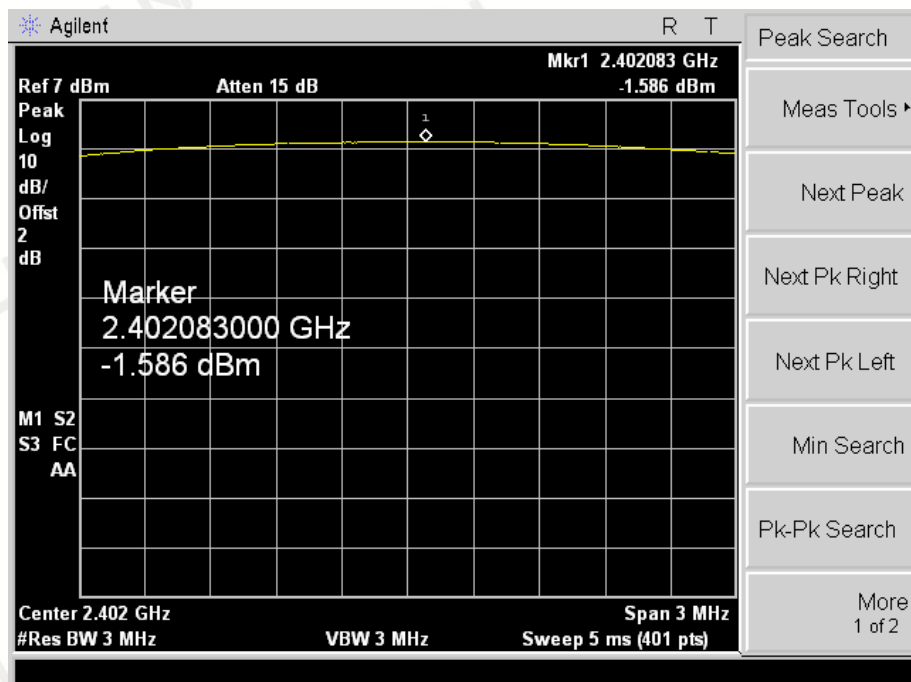 Agilent R T
Mkr1 2.402083 GHz
Ref 7 dBm Atten 15 dB -1.586 dBm
Peak
Log
10
dB/
Offst
2
dB
1
Marker
2.402083000 GHz
-1.586 dBm
M1 S2
S3 FC
AA
Center 2.402 GHz Span 3 MHz
#Res BW 3 MHz VBW 3 MHz Sweep 5 ms (401 pts)
Peak Search
Meas Tools
Next Peak
Next Pk Right
Next Pk Left
Min Search
Pk-Pk Search
More
1 of 2